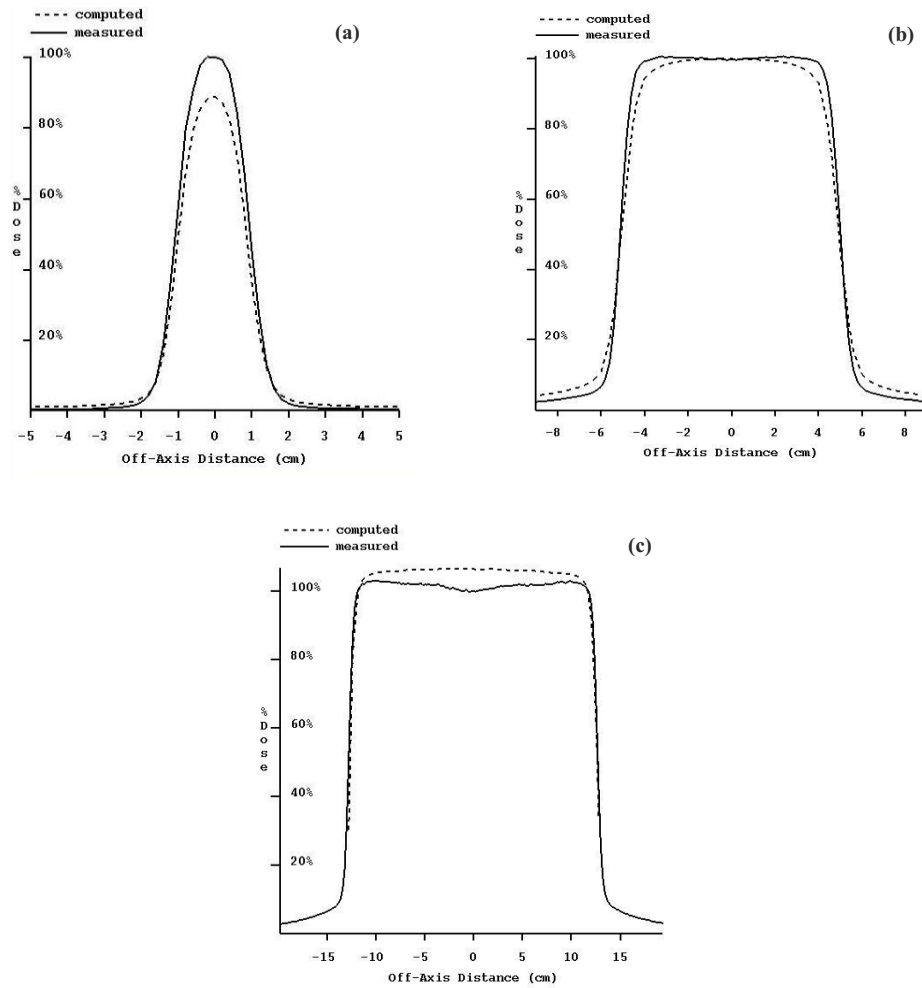 computed
measured
(a)
100%
80%
60%
40%
20%
% Dose
-5 -4 -3 -2 -1 0 1 2 3 4 5
Off-Axis Distance (cm)
computed
measured
(b)
100%
80%
60%
40%
20%
% Dose
-8 -6 -4 -2 0 2 4 6 8
Off-Axis Distance (cm)
computed
measured
(c)
100%
80%
60%
40%
20%
% Dose
-15 -10 -5 0 5 10 15
Off-Axis Distance (cm)